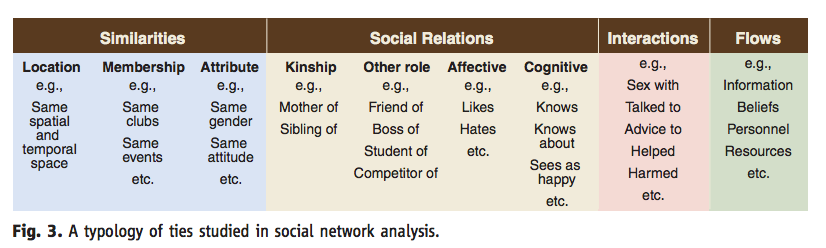 Similarities
Social Relations
Interactions
Flows
Location
e.g.,
Same
spatial
and
temporal
space
Membership
e.g.,
Same
clubs
Same
events
etc.
Attribute
e.g.,
Same
gender
Same
attitude
etc.
Kinship
e.g.,
Mother of
Sibling of
Other role
e.g.,
Friend of
Boss of
Student of
Competitor of
Affective
e.g.,
Likes
Hates
etc.
Cognitive
e.g.,
Knows
Knows
about
Sees as
happy
etc.
e.g.,
Sex with
Talked to
Advice to
Helped
Harmed
etc.
e.g.,
Information
Beliefs
Personnel
Resources
etc.
Fig. 3. A typology of ties studied in social network analysis.